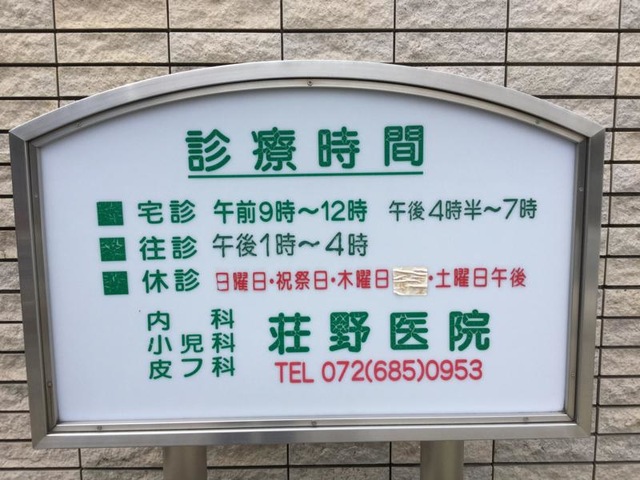 診療時間
宅診 午前9時～12時 午後4時半～7時
往診 午後1時～4時
休診 日曜日・祝祭日・木曜日・土曜日午後
内科
小児科
皮フ科
荘野医院
TEL 072(685)0953